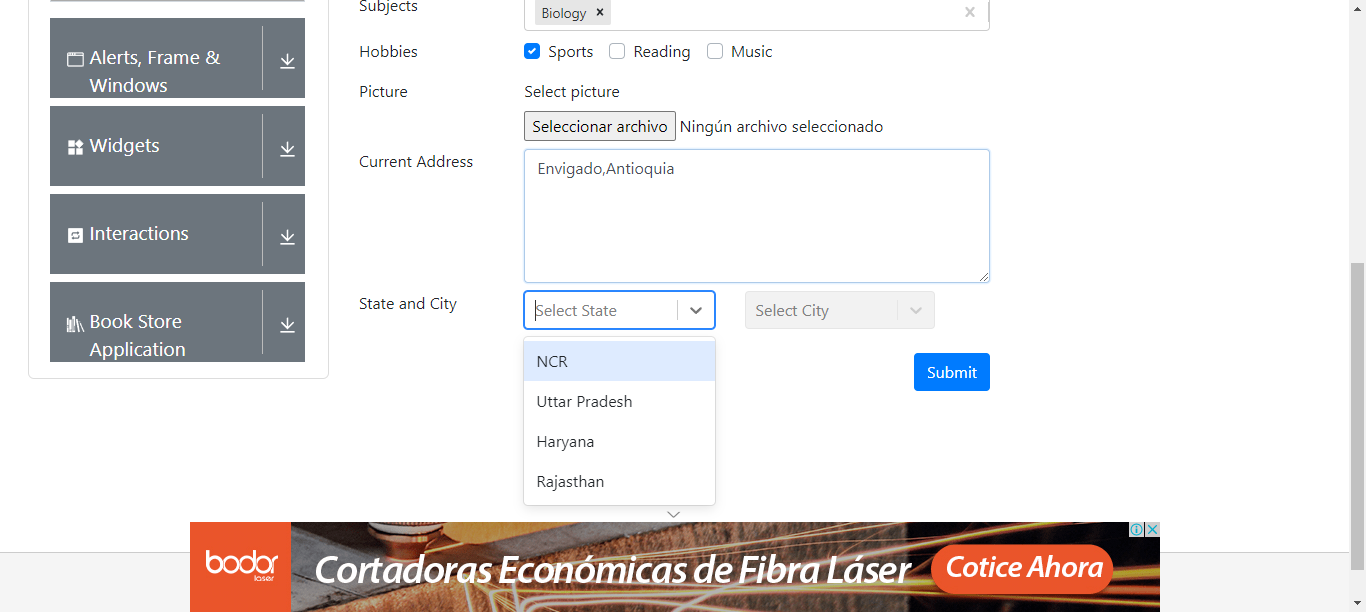 Subjects
Biology ×
Alerts, Frame &
Windows
Hobbies
Sports Reading Music
Picture
Select picture
Seleccionar archivo Ningún archivo seleccionado
Widgets
Current Address
Envigado,Antioquia
Interactions
State and City
Select State
Select City
Book Store
Application
NCR
Uttar Pradesh
Haryana
Rajasthan
Submit
bodor
laser
Cortadoras Económicas de Fibra Láser
Cotice Ahora